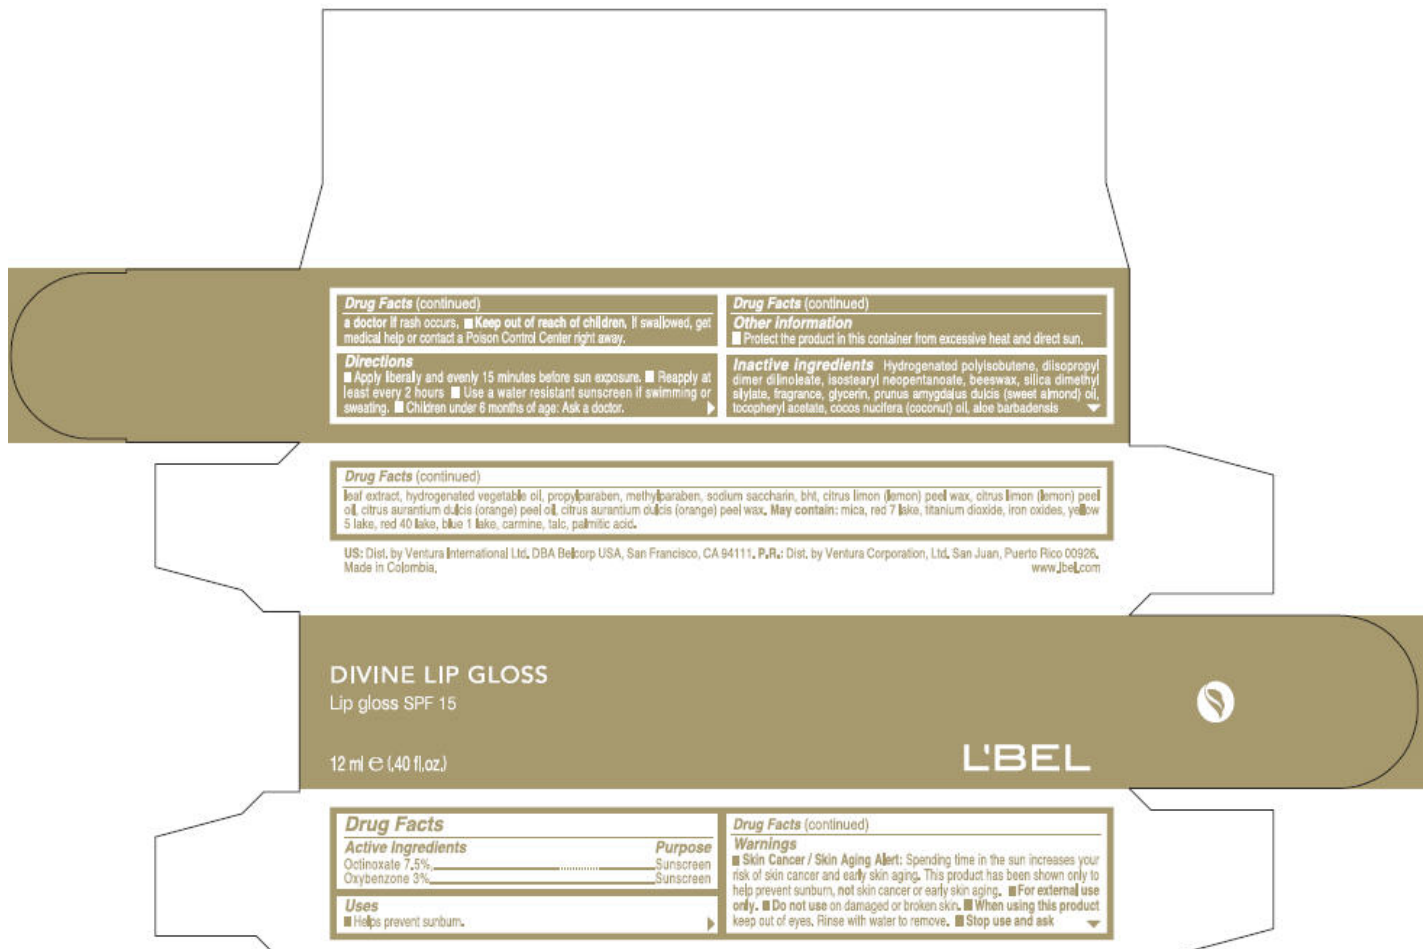 Drug Facts (continued)
a doctor if rash occurs. ■ Keep out of reach of children. If swallowed, get
medical help or contact a Poison Control Center right away.
Directions
■ Apply liberally and evenly 15 minutes before sun exposure. ■ Reapply at
least every 2 hours ■ Use a water resistant sunscreen if swimming or
sweating. ■ Children under 6 months of age: Ask a doctor.
Drug Facts (continued)
Other information
■ Protect the product in this container from excessive heat and direct sun.
Inactive ingredients Hydrogenated polyisobutene, diisopropyl
dimer dilinoleate, isostearyl neopentanoate, beeswax, silica dimethyl
silylate, fragrance, glycerin, prunus amygdalus dulcis (sweet almond) oil,
tocopheryl acetate, cocos nucifera (coconut) oil, aloe barbadensis
Drug Facts (continued)
leaf extract, hydrogenated vegetable oil, propylparaben, methylparaben, sodium saccharin, bht, citrus limon (lemon) peel wax, citrus limon (lemon) peel
oil, citrus aurantium dulcis (orange) peel oil, citrus aurantium dulcis (orange) peel wax. May contain: mica, red 7 lake, titanium dioxide, iron oxides, yellow
5 lake, red 40 lake, blue 1 lake, carmine, talc, palmitic acid.
US: Dist. by Ventura International Ltd. DBA Belcorp USA, San Francisco, CA 94111. P.R.: Dist. by Ventura Corporation, Ltd. San Juan, Puerto Rico 00926.
Made in Colombia. www.lbel.com
DIVINE LIP GLOSS
Lip gloss SPF 15
12 ml e (.40 fl.oz.)
L'BEL
Drug Facts
Active Ingredients Purpose
Octinoxate 7.5% Sunscreen
Oxybenzone 3% Sunscreen
Uses
■ Helps prevent sunburn.
Drug Facts (continued)
Warnings
■ Skin Cancer / Skin Aging Alert: Spending time in the sun increases your
risk of skin cancer and early skin aging. This product has been shown only to
help prevent sunburn, not skin cancer or early skin aging. ■ For external use
only. ■ Do not use on damaged or broken skin. ■ When using this product
keep out of eyes. Rinse with water to remove. ■ Stop use and ask